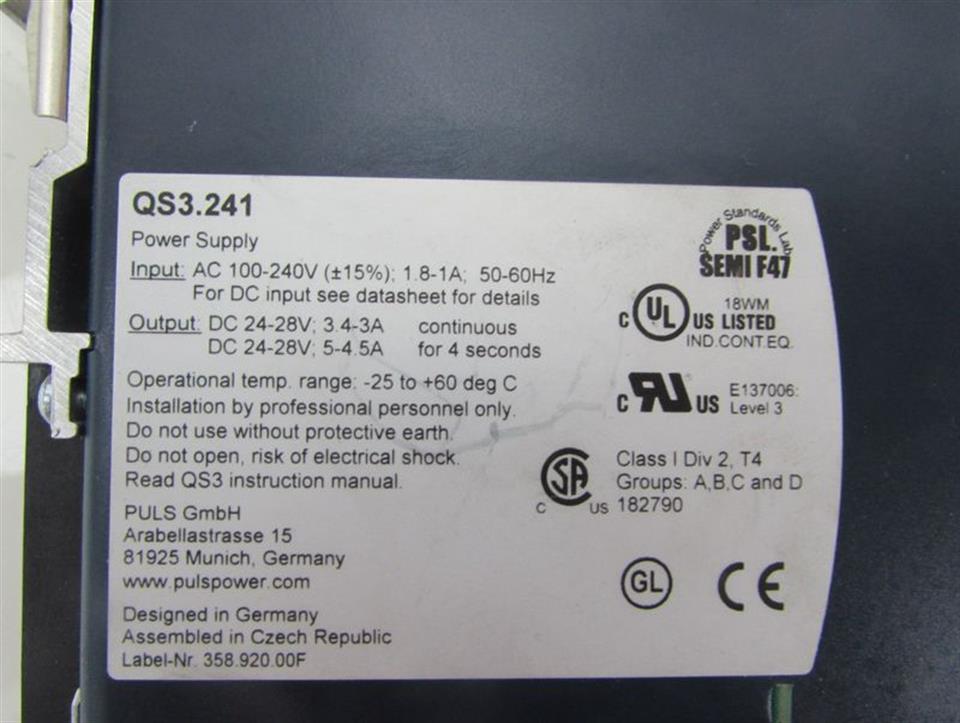 QS3.241
Power Supply
Input: AC 100-240V (±15%); 1.8-1A; 50-60Hz
For DC input see datasheet for details
Output: DC 24-28V; 3.4-3A continuous
DC 24-28V; 5-4.5A for 4 seconds
Operational temp. range: -25 to +60 deg C
Installation by professional personnel only.
Do not use without protective earth.
Do not open, risk of electrical shock.
Read QS3 instruction manual.
PULS GmbH
Arabellastrasse 15
81925 Munich, Germany
www.pulspower.com
Designed in Germany
Assembled in Czech Republic
Label-Nr. 358.920.00F
Power Standards Lab
PSL.
SEMI F47
C UL US LISTED
18WM
IND.CONT.EQ.
C RU US
E137006:
Level 3
C SA US
Class I Div 2, T4
Groups: A,B,C and D
182790
GL
CE